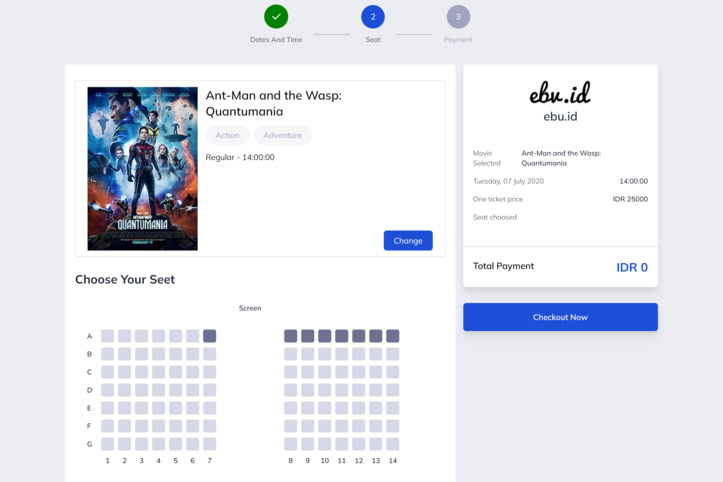 2
3
Dates And Time
Seat
Payment
Ant-Man and the Wasp:
Quantumania
Action
Adventure
Regular - 14:00:00
QUANTUMANIA
Change
ebv.id
ebu.id
Movie
Selected
Ant-Man and the Wasp:
Quantumania
Tuesday, 07 July 2020
14:00:00
One ticket price
IDR 25000
Seat choosed
Total Payment
IDR 0
Checkout Now
Choose Your Seet
Screen
A
B
C
D
E
F
G
1 2 3 4 5 6 7 8 9 10 11 12 13 14